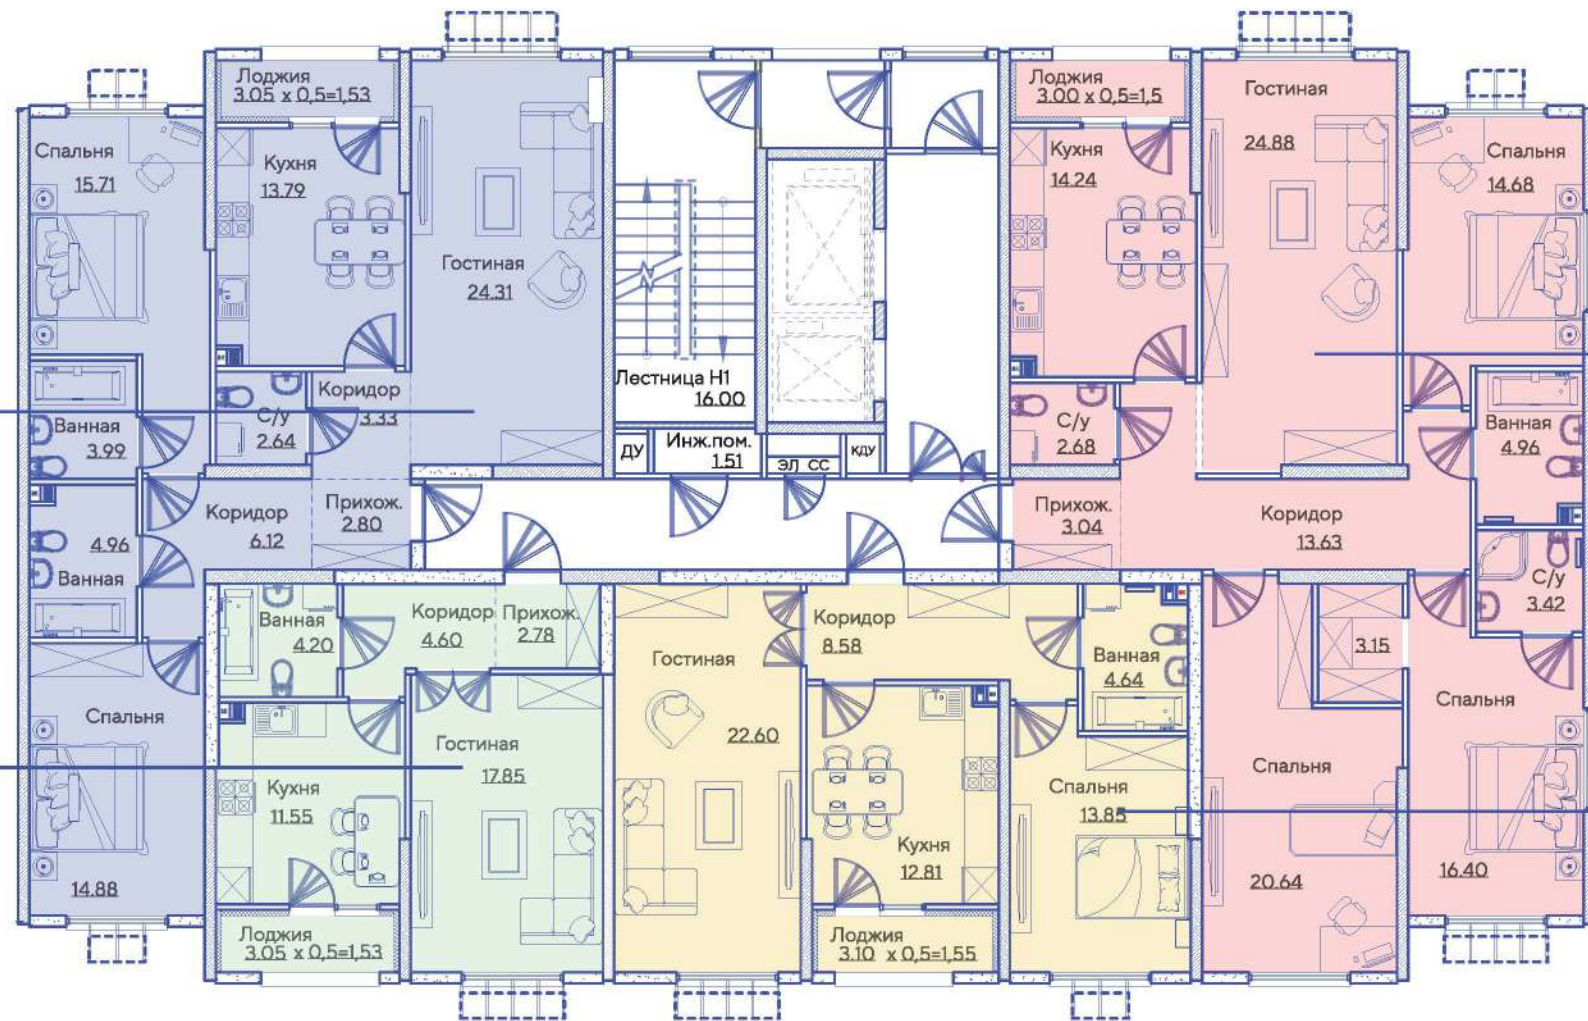 Лоджия
3.05 х 0,5=1,53
Спальня
15.71
Кухня
13.79
Гостиная
24.31
Коридор
3.33
С/у
2.64
Ванная
3.99
Коридор
6.12
Прихож.
2.80
4.96
Ванная
Спальня
14.88
Лестница Н1
16.00
ДУ
Инж.пом.
1.51
ЭЛ СС
КДУ
Лоджия
3.00 х 0,5=1,5
Кухня
14.24
Гостиная
24.88
Спальня
14.68
С/у
2.68
Ванная
4.96
Прихож.
3.04
Коридор
13.63
С/у
3.42
3.15
Спальня
20.64
Спальня
16.40
Ванная
4.20
Коридор
4.60
Прихож.
2.78
Кухня
11.55
Гостиная
17.85
Лоджия
3.05 х 0,5=1,53
Гостиная
22.60
Коридор
8.58
Ванная
4.64
Кухня
12.81
Спальня
13.85
Лоджия
3.10 х 0,5=1,55